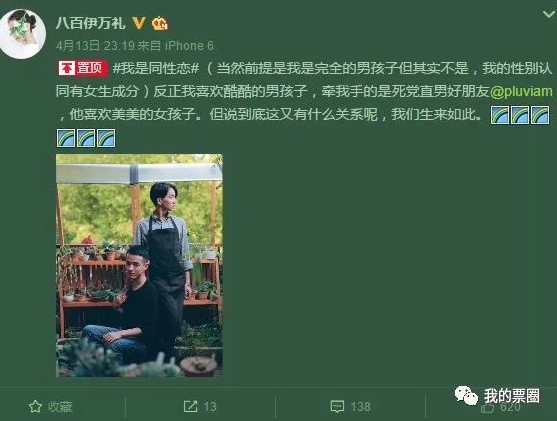 八百伊万礼
4月13日 23:19 来自 iPhone 6
置顶 #我是同性恋#（当然前提是我是完全的男孩子但其实不是，我的性别认
同有女生成分）反正我喜欢酷酷的男孩子，牵我手的是死党直男好朋友@pluviam
，他喜欢美美的女孩子。但说到底这又有什么关系呢，我们生来如此。
收藏 13 138 620
我的票圈